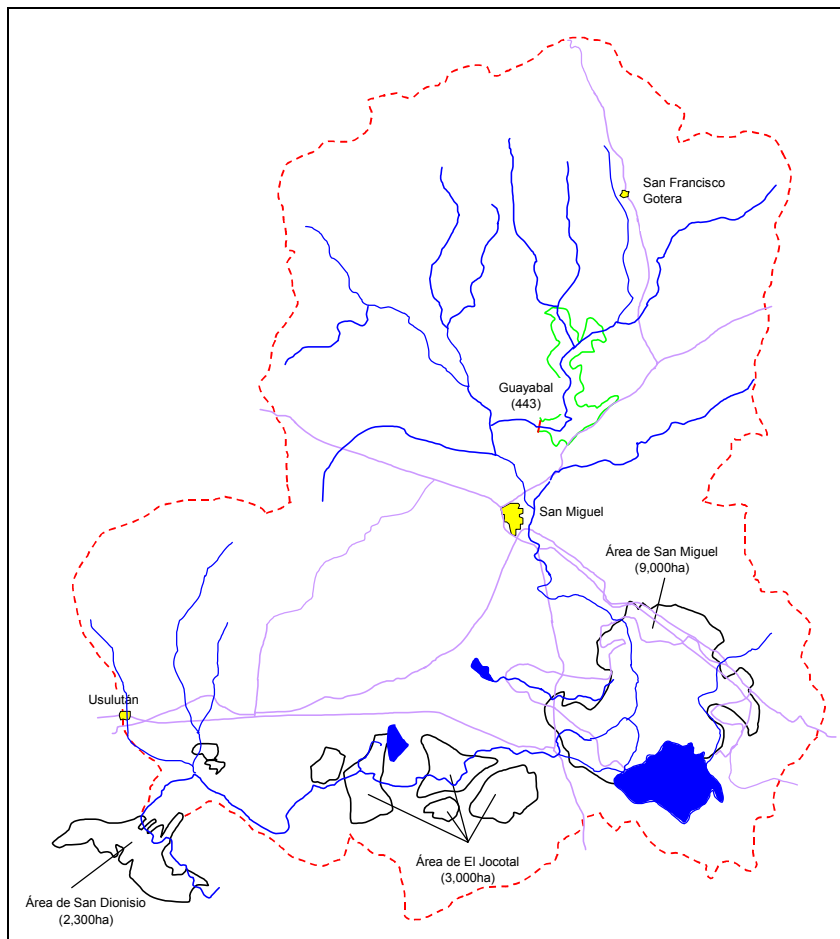 San Francisco
Gotera
Guayabal
(443)
San Miguel
Área de San Miguel
(9,000ha)
Usulután
Área de El Jocotal
(3,000ha)
Área de San Dionisio
(2,300ha)